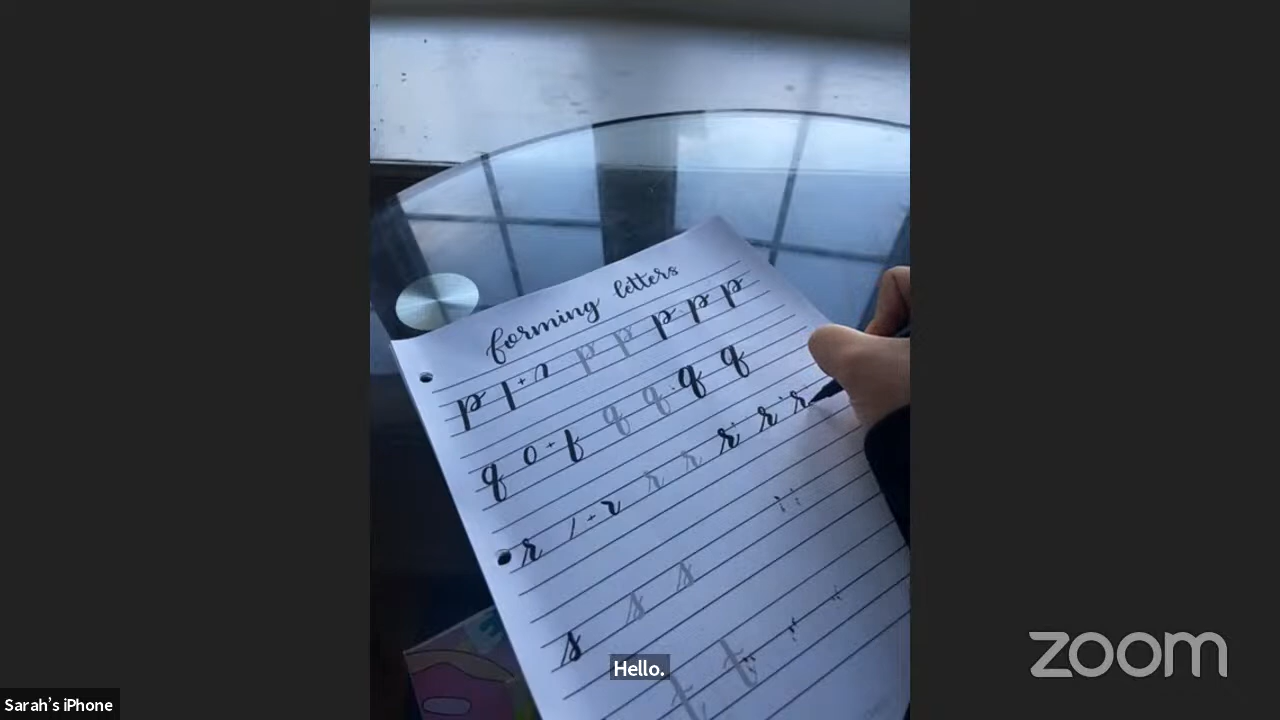 forming letters
p l + n p p p p p
q o + f q q q q
r / + r r r r r r
s s s
t t
Hello.
Sarah's iPhone
zoom